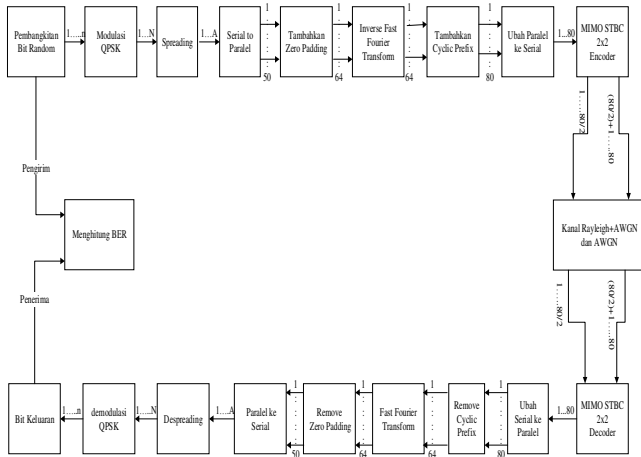 Pembangkitan
Bit Random
1.....n
Modulasi
QPSK
1...N
Spreading
1...A
Serial to
Paralel
1
50
Tambahkan
Zero Padding
1
64
Inverse Fast
Fourier
Transform
1
64
Tambahkan
Cyclic Prefix
1
80
Ubah Paralel
ke Serial
1...80
MIMO STBC
2x2
Encoder
1.....80/2
(80/2)+1.....80
Pengirim
Menghitung BER
Penerima
Kanal Rayleigh+AWGN
dan AWGN
1.....80/2
(80/2)+1.....80
Bit Keluaran
1.....n
demodulasi
QPSK
1.....N
Despreading
1.....A
Paralel ke
Serial
1
50
Remove
Zero Padding
1
64
Fast Fourier
Transform
1
64
Remove
Cyclic
Prefix
1
80
Ubah
Serial ke
Paralel
1...80
MIMO STBC
2x2
Decoder